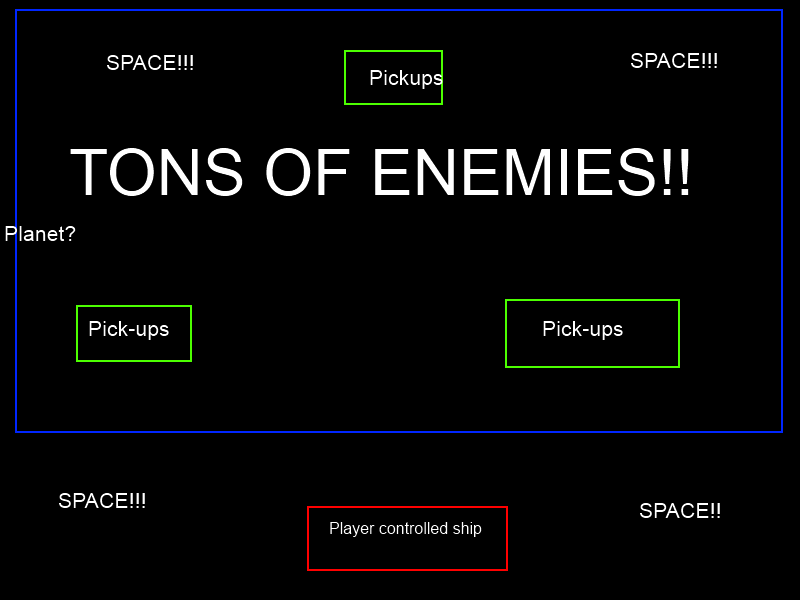 SPACE!!!
Pickups
SPACE!!!
TONS OF ENEMIES!!
Planet?
Pick-ups
Pick-ups
SPACE!!!
Player controlled ship
SPACE!!